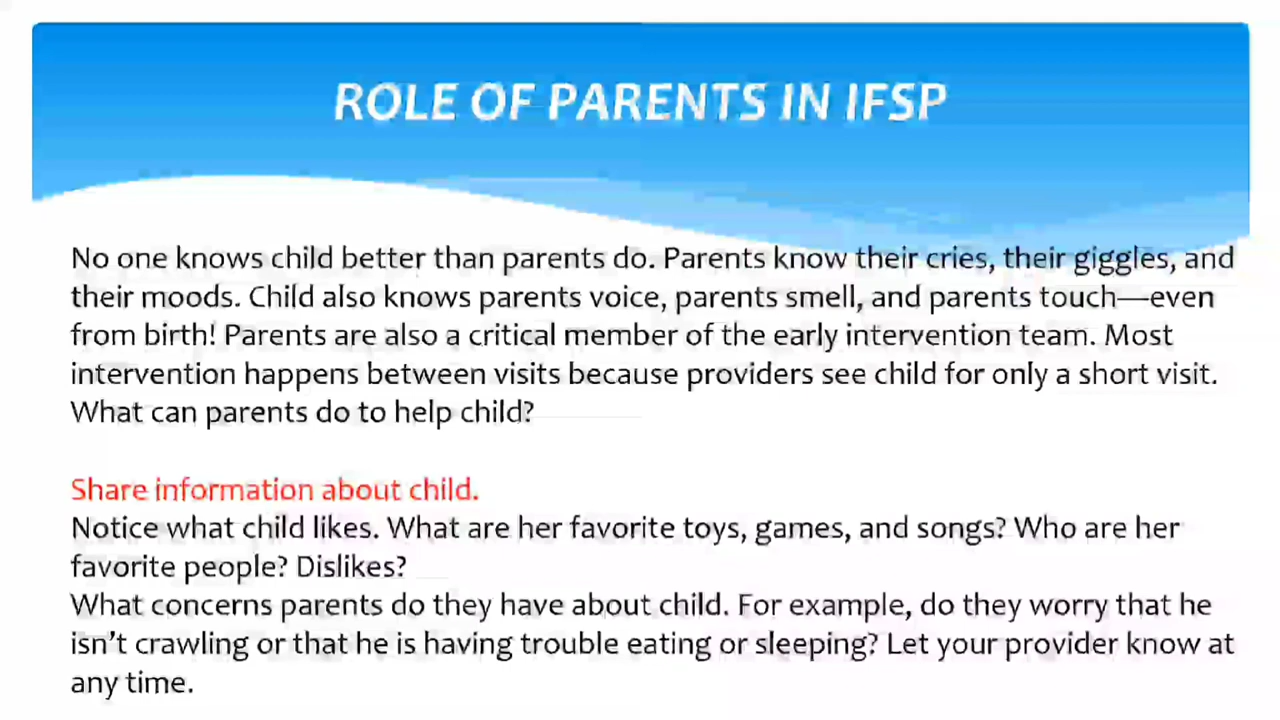 ROLE OF PARENTS IN IFSP
No one knows child better than parents do. Parents know their cries, their giggles, and
their moods. Child also knows parents voice, parents smell, and parents touch—even
from birth! Parents are also a critical member of the early intervention team. Most
intervention happens between visits because providers see child for only a short visit.
What can parents do to help child?
Share information about child.
Notice what child likes. What are her favorite toys, games, and songs? Who are her
favorite people? Dislikes?
What concerns parents do they have about child. For example, do they worry that he
isn’t crawling or that he is having trouble eating or sleeping? Let your provider know at
any time.